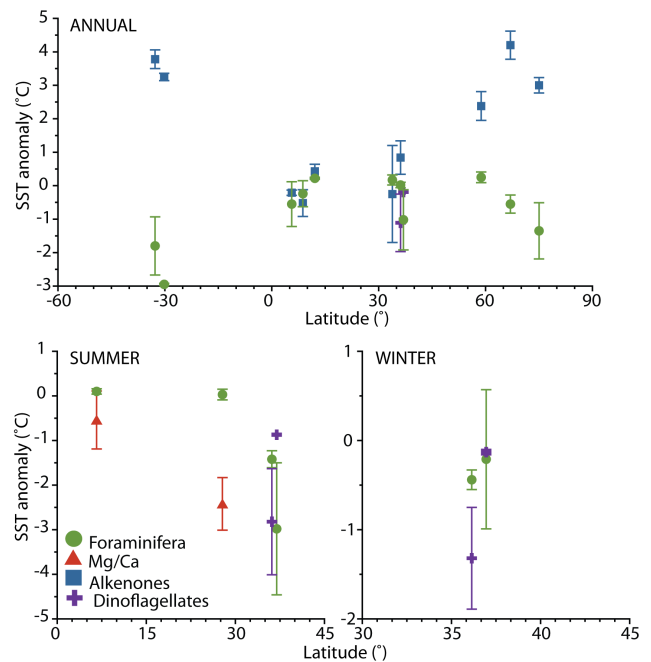 ANNUAL
5
4
3
2
1
0
-1
-2
-3
SST anomaly (˚C)
-60 -30 0 30 60 90
Latitude (˚)
SUMMER
1
0
-1
-2
-3
-4
-5
SST anomaly (˚C)
Foraminifera
Mg/Ca
Alkenones
Dinoflagellates
0 15 30 45
WINTER
1
0
-1
-2
30 35 40 45
Latitude (˚)